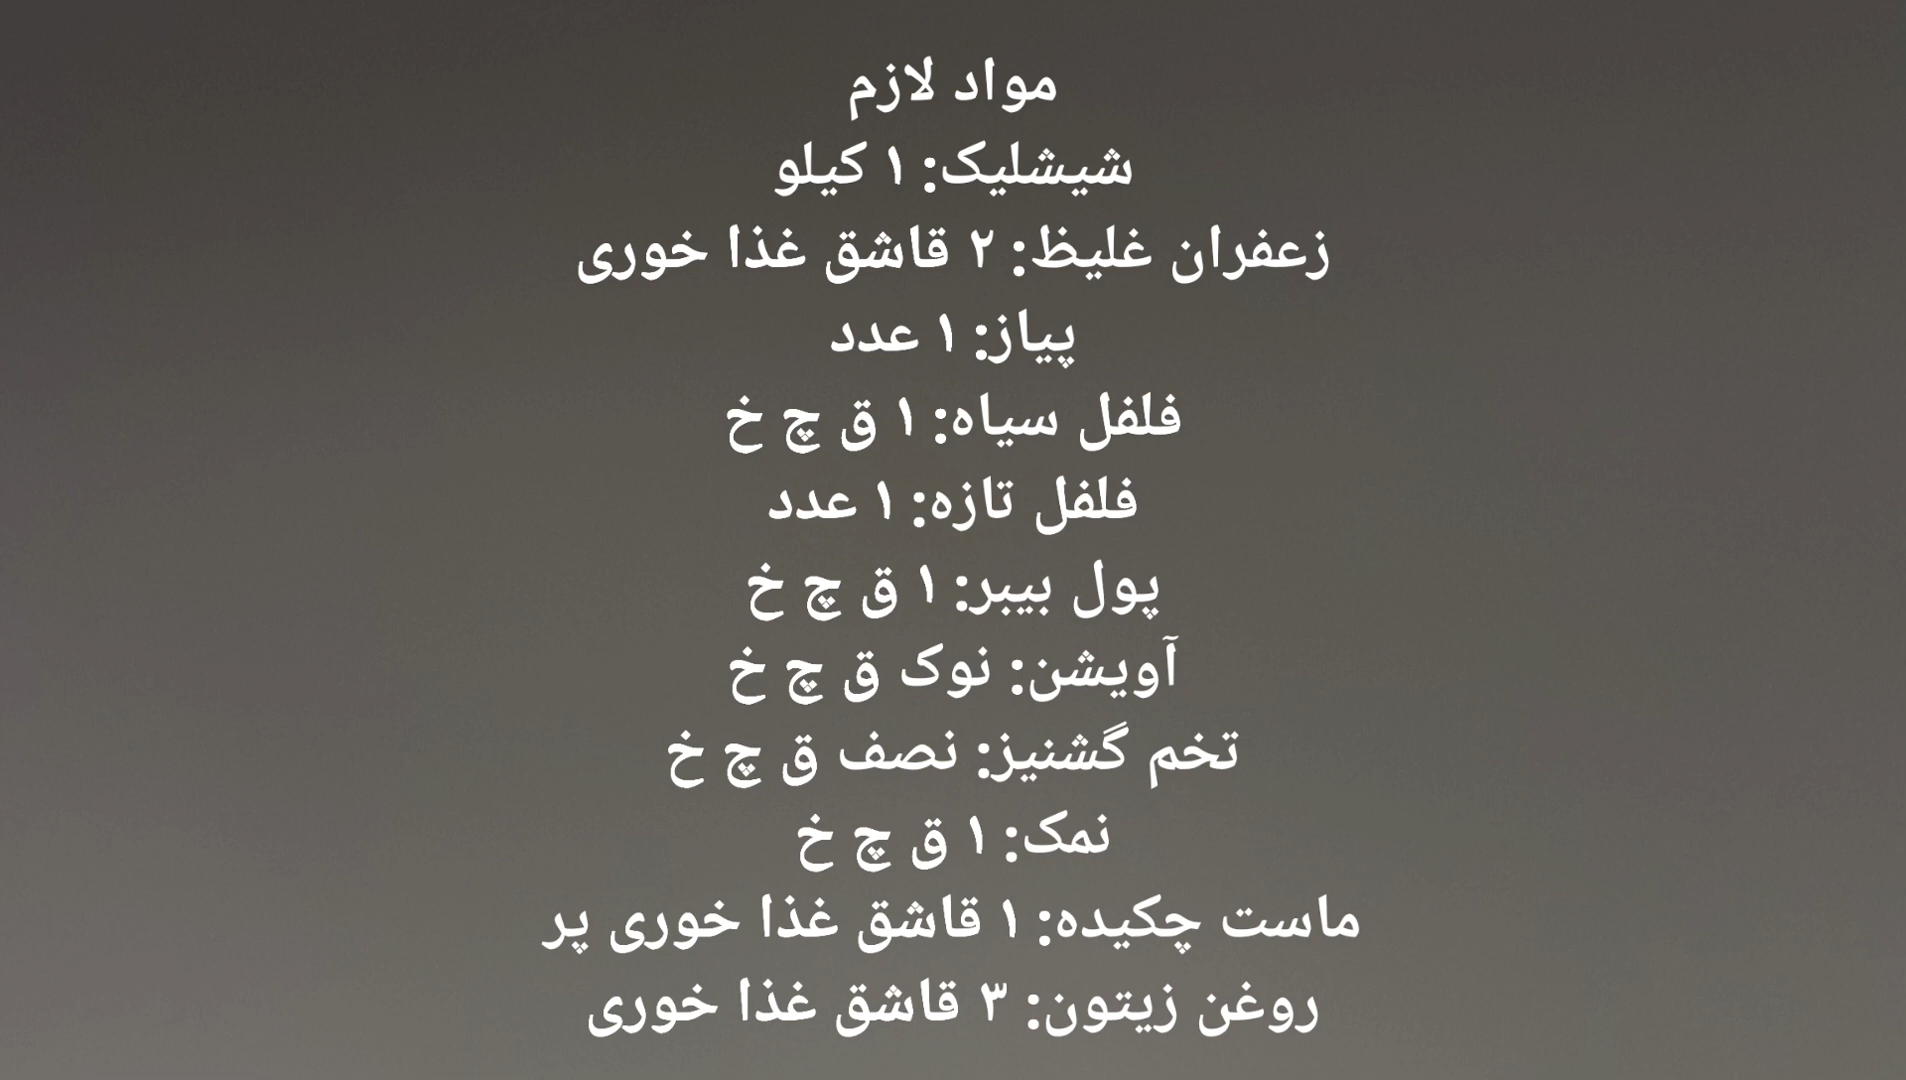 مواد لازم
شیشلیک: ۱ کیلو
زعفران غلیظ: ۲ قاشق غذا خوری
پیاز: ۱ عدد
فلفل سیاه: ۱ ق چ خ
فلفل تازه: ۱ عدد
پول بیبر: ۱ ق چ خ
آویشن: نوک ق چ خ
تخم گشنیز: نصف ق چ خ
نمک: ۱ ق چ خ
ماست چکیده: ۱ قاشق غذا خوری پر
روغن زیتون: ۳ قاشق غذا خوری